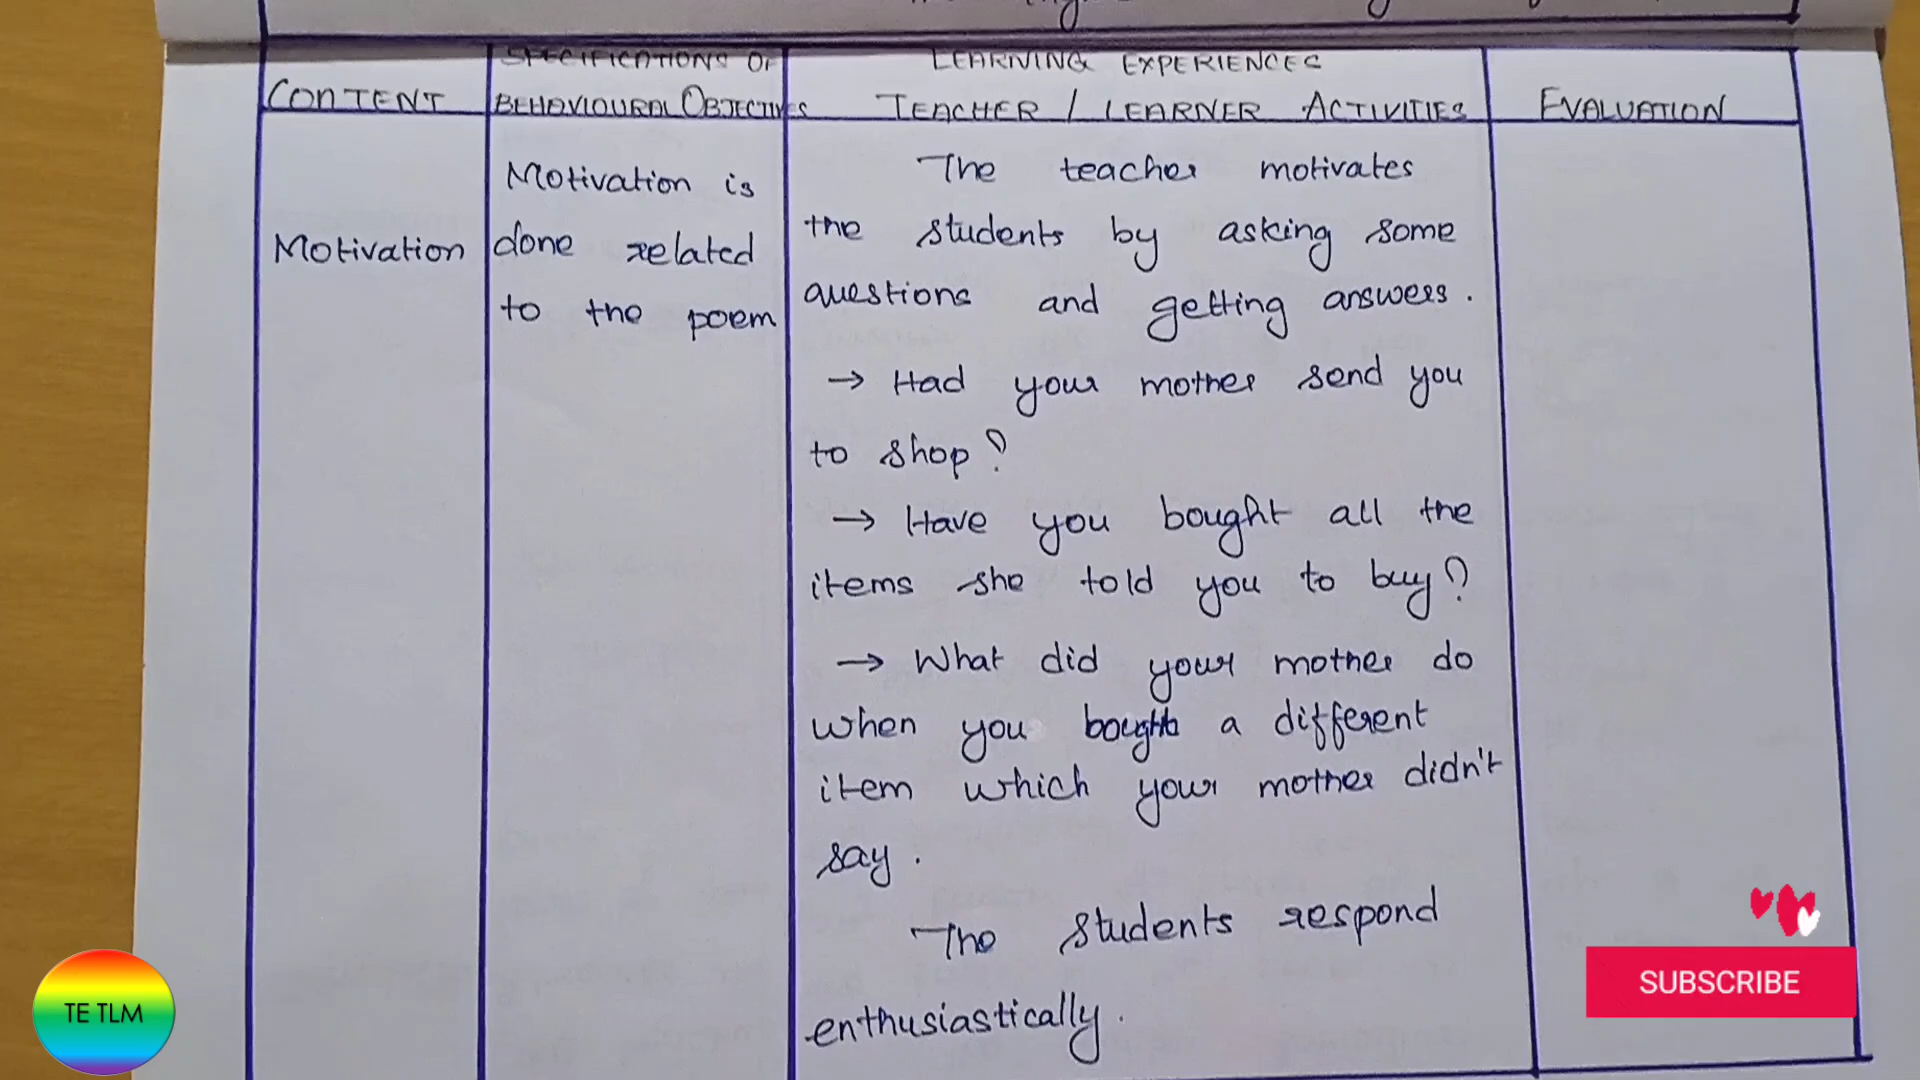 CONTENT
SPECIFICATIONS OF
BEHAVIOURAL OBJECTIVES
LEARNING EXPERIENCES
TEACHER / LEARNER ACTIVITIES
EVALUATION
Motivation
Motivation is
done related
to the poem
The teacher motivates
the students by asking some
questions and getting answers.
→ Had your mother send you
to shop?
→ Have you bought all the
items she told you to buy?
→ What did your mother do
when you bought a different
item which your mother didn't
say.
The students respond
enthusiastically.
TE TLM
SUBSCRIBE